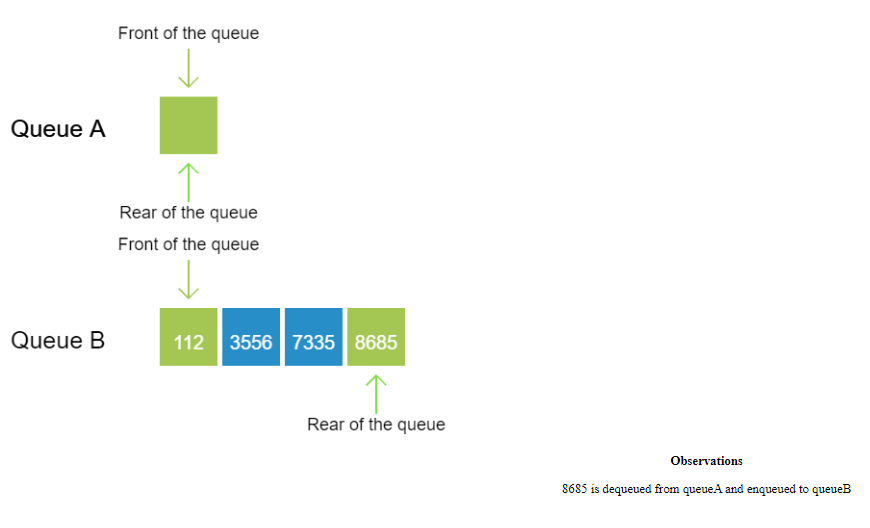 Front of the queue
Queue A
Rear of the queue
Front of the queue
Queue B
112 3556 7335 8685
Rear of the queue
Observations
8685 is dequeued from queueA and enqueued to queueB